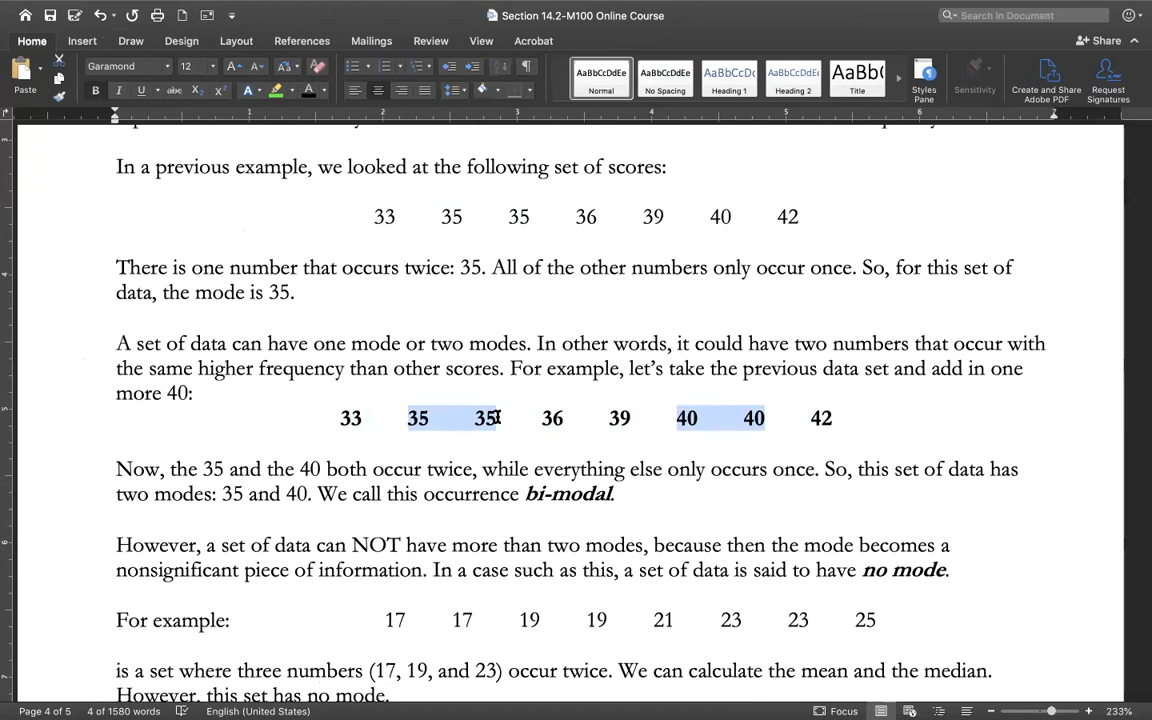 Section 14.2-M100 Online Course
Search in Document
Home Insert Draw Design Layout References Mailings Review View Acrobat
Share
Paste
Garamond 12
AaBbCcDdEe AaBbCcDdEe AaBbCcDc AaBbCcDdEe AaBb(
Normal No Spacing Heading 1 Heading 2 Title
Styles Pane
Sensitivity
Create and Share Adobe PDF
Request Signatures
1 2 3 4 5
In a previous example, we looked at the following set of scores:
33 35 35 36 39 40 42
There is one number that occurs twice: 35. All of the other numbers only occur once. So, for this set of
data, the mode is 35.
A set of data can have one mode or two modes. In other words, it could have two numbers that occur with
the same higher frequency than other scores. For example, let's take the previous data set and add in one
more 40:
33 35 35 36 39 40 40 42
Now, the 35 and the 40 both occur twice, while everything else only occurs once. So, this set of data has
two modes: 35 and 40. We call this occurrence bi-modal.
However, a set of data can NOT have more than two modes, because then the mode becomes a
nonsignificant piece of information. In a case such as this, a set of data is said to have no mode.
For example: 17 17 19 19 21 23 23 25
is a set where three numbers (17, 19, and 23) occur twice. We can calculate the mean and the median.
However, this set has no mode.
Page 4 of 5 4 of 1580 words English (United States) Focus 233%